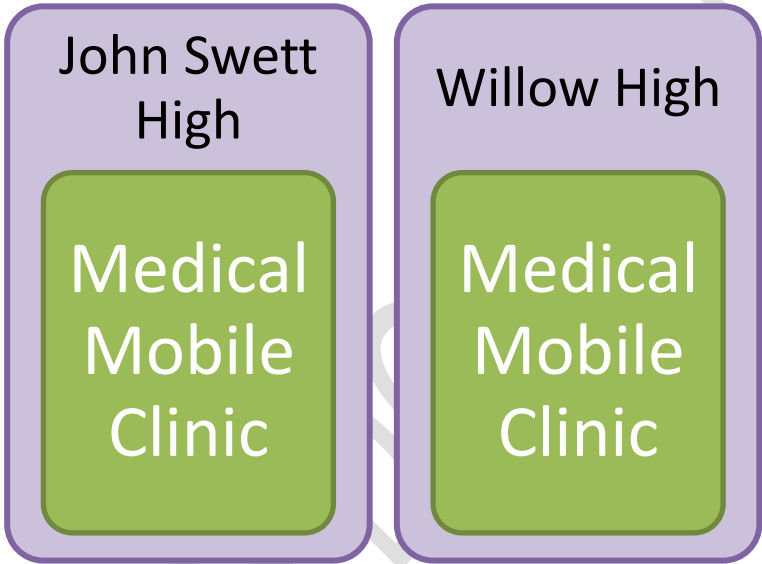 John Swett
High
Medical
Mobile
Clinic
Willow High
Medical
Mobile
Clinic